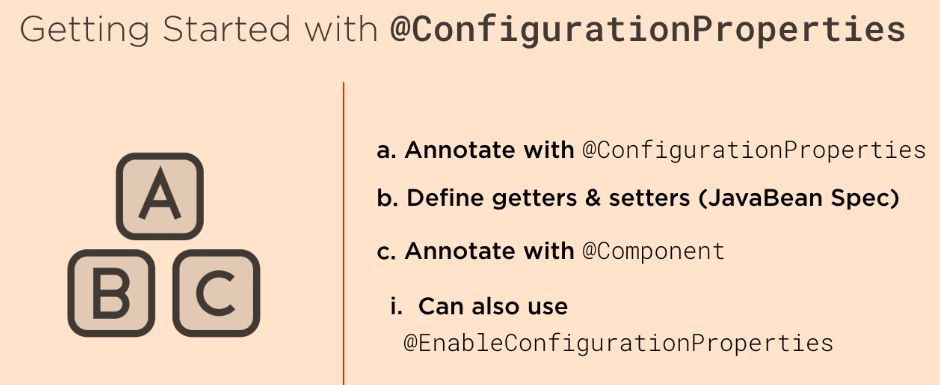 Getting Started with @ConfigurationProperties
A
B C
a. Annotate with @ConfigurationProperties
b. Define getters & setters (JavaBean Spec)
c. Annotate with @Component
i. Can also use
@EnableConfigurationProperties